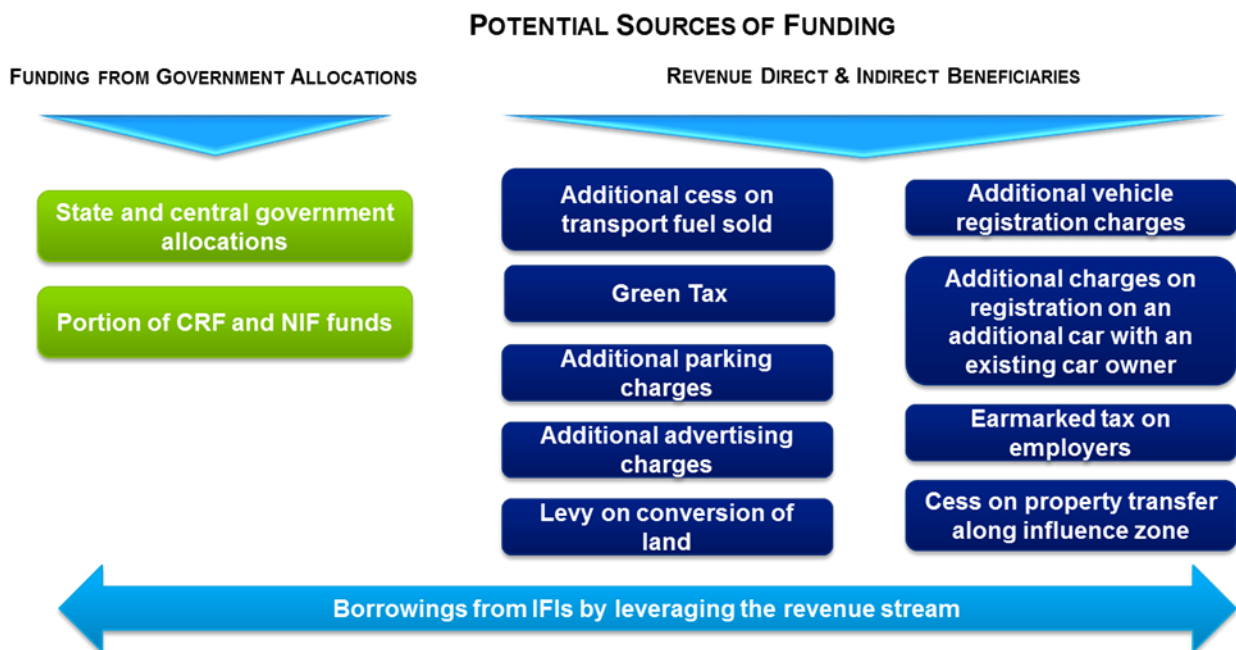 POTENTIAL SOURCES OF FUNDING
FUNDING FROM GOVERNMENT ALLOCATIONS
State and central government
allocations
Portion of CRF and NIF funds
REVENUE DIRECT & INDIRECT BENEFICIARIES
Additional cess on
transport fuel sold
Green Tax
Additional parking
charges
Additional advertising
charges
Levy on conversion of
land
Additional vehicle
registration charges
Additional charges on
registration on an
additional car with an
existing car owner
Earmarked tax on
employers
Cess on property transfer
along influence zone
Borrowings from IFIs by leveraging the revenue stream